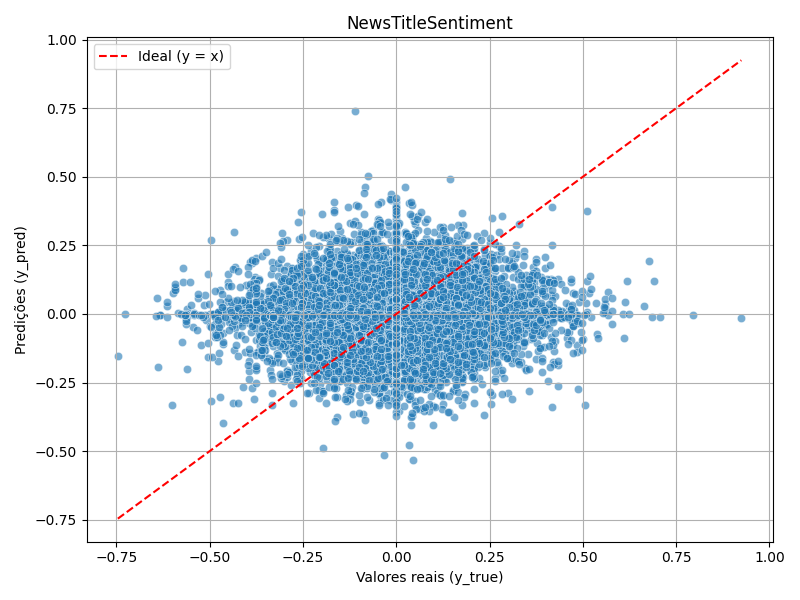 NewsTitleSentiment
Ideal (y = x)
1.00
0.75
0.50
0.25
0.00
−0.25
−0.50
−0.75
Predições (y_pred)
−0.75 −0.50 −0.25 0.00 0.25 0.50 0.75 1.00
Valores reais (y_true)